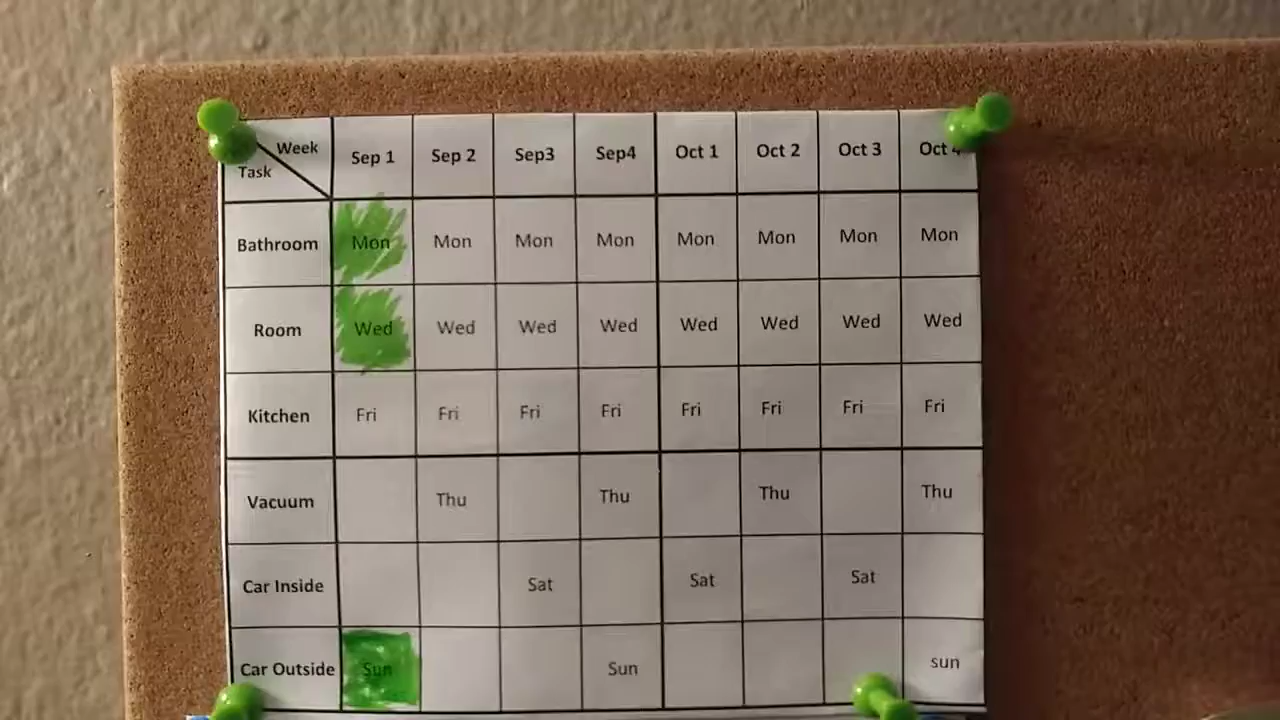 Week Sep 1 Sep 2 Sep3 Sep4 Oct 1 Oct 2 Oct 3 Oct 4
Task
Bathroom Mon Mon Mon Mon Mon Mon Mon Mon
Room Wed Wed Wed Wed Wed Wed Wed Wed
Kitchen Fri Fri Fri Fri Fri Fri Fri Fri
Vacuum Thu Thu Thu Thu
Car Inside Sat Sat Sat
Car Outside Sun Sun sun